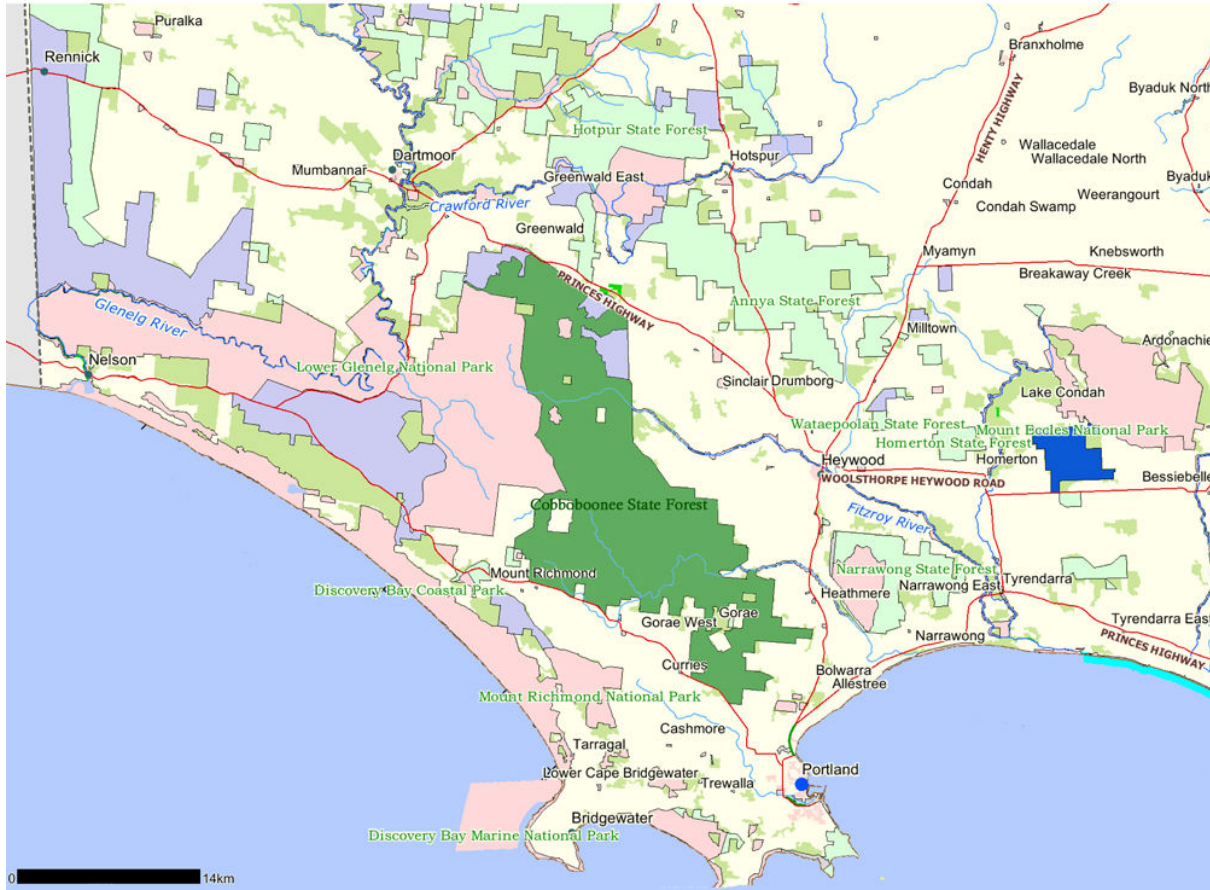 Puralka
Branxholme
Rennick
Byaduk North
HENTY HIGHWAY
Hotpur State Forest
Wallacedale
Wallacedale North
Dartmoor
Hotspur
Mumbannar
Greenwald East
Condah
Weerangourt
Byaduk
Crawford River
Condah Swamp
Greenwald
Myamyn
Knebsworth
Breakaway Creek
PRINCES HIGHWAY
Annya State Forest
Glenelg River
Milltown
Ardonachie
Nelson
Lower Glenelg National Park
Sinclair
Drumborg
Lake Condah
Wataepoolan State Forest
Mount Eccles National Park
Homerton State Forest
Heywood
Homerton
WOOLSTHORPE HEYWOOD ROAD
Bessiebelle
Cobboboonee State Forest
Fitzroy River
Mount Richmond
Narrawong State Forest
Discovery Bay Coastal Park
Heathmere
Narrawong East
Tyrendarra
Gorae West
Gorae
Tyrendarra East
Narrawong
PRINCES HIGHWAY
Curries
Bolwarra
Allestree
Mount Richmond National Park
Cashmore
Tarragal
Lower Cape Bridgewater
Trewalla
Portland
Bridgewater
Discovery Bay Marine National Park
0 14km